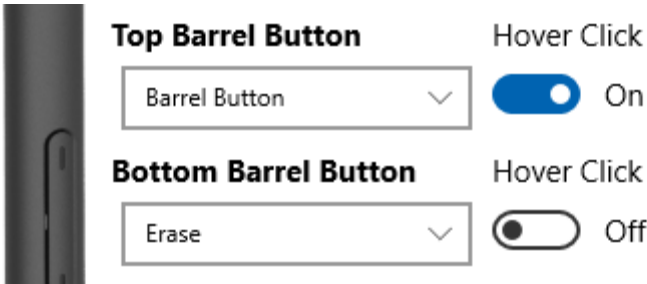 Top Barrel Button Hover Click
Barrel Button On
Bottom Barrel Button Hover Click
Erase Off